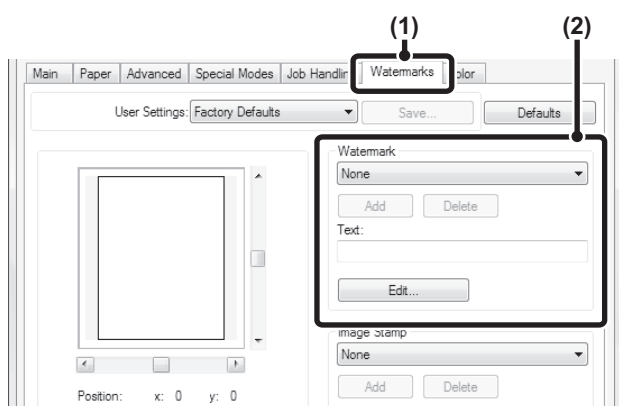 (1) (2)
Main Paper Advanced Special Modes Job Handlin Watermarks olor
User Settings: Factory Defaults Save... Defaults
Watermark
None
Add Delete
Text:
Edit...
Image Stamp
None
Add Delete
Position: x: 0 y: 0